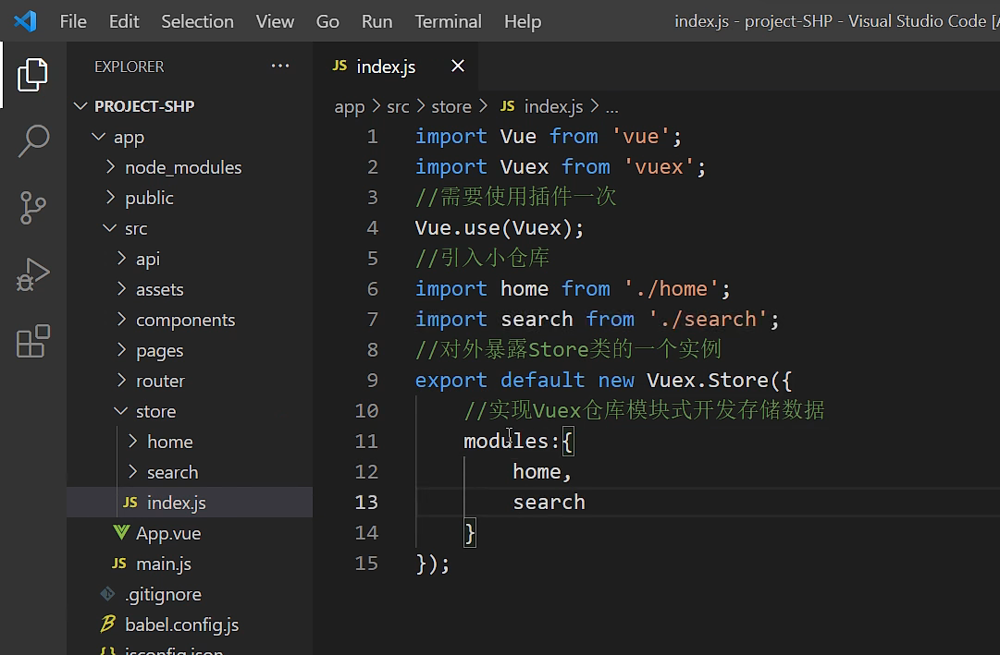 File Edit Selection View Go Run Terminal Help index.js - project-SHP - Visual Studio Code [
EXPLORER ···
PROJECT-SHP
app
node_modules
public
src
api
assets
components
pages
router
store
home
search
JS index.js
App.vue
JS main.js
.gitignore
babel.config.js
{} jsconfig.json
JS index.js ×
app > src > store > JS index.js > ...
1 import Vue from 'vue';
2 import Vuex from 'vuex';
3 //需要使用插件一次
4 Vue.use(Vuex);
5 //引入小仓库
6 import home from './home';
7 import search from './search';
8 //对外暴露Store类的一个实例
9 export default new Vuex.Store({
10 //实现Vuex仓库模块式开发存储数据
11 modules:{
12 home,
13 search
14 }
15 });